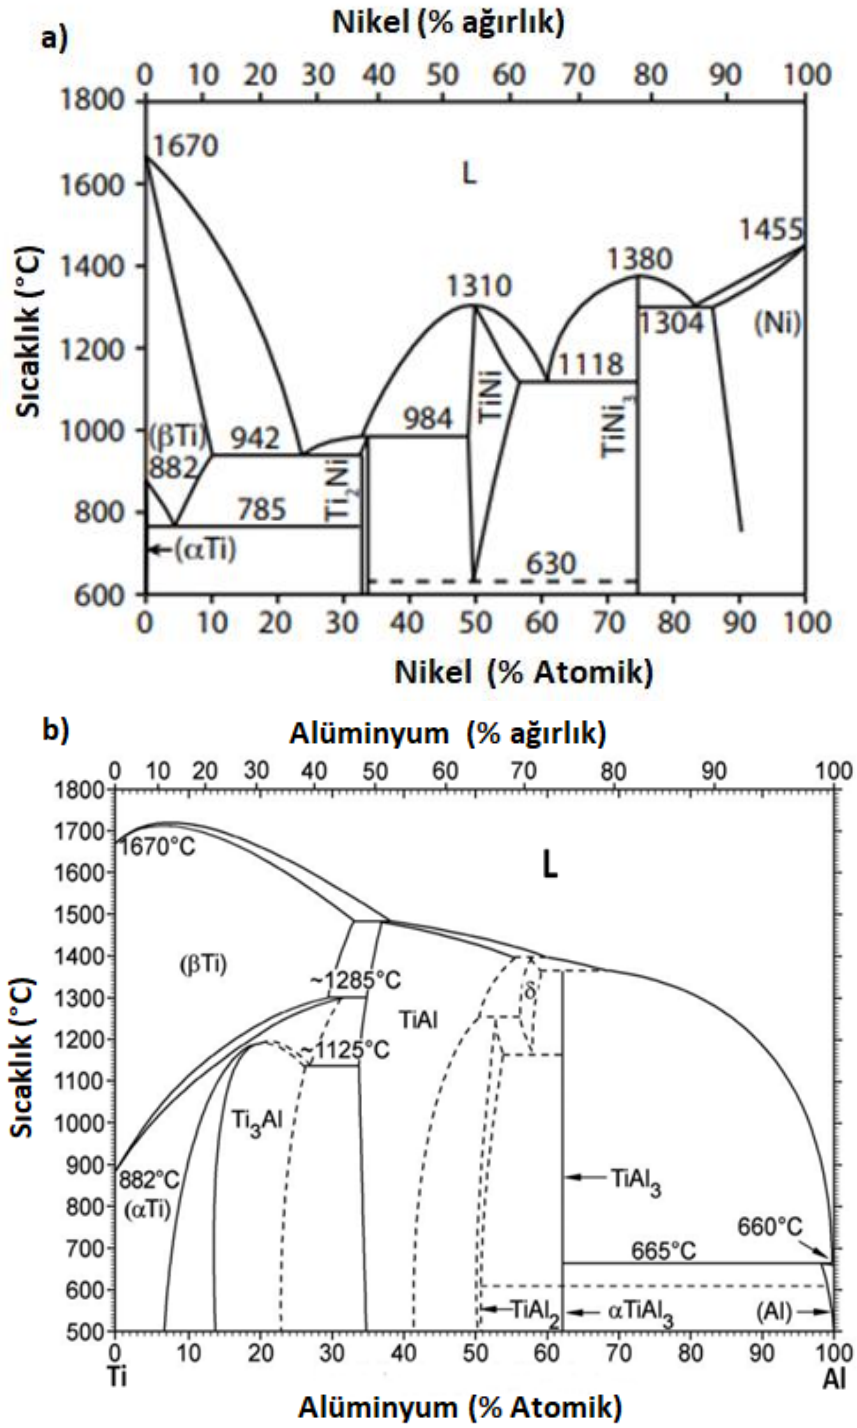 a)
Nikel (% ağırlık)
0 10 20 30 40 50 60 70 80 90 100
1800
1600
1400
1200
1000
800
600
Sıcaklık (°C)
1670
L
1455
1380
1310
1304
(Ni)
1118
TiNi
TiNi3
984
(βTi)
942
882
Ti2Ni
785
(αTi)
630
0 10 20 30 40 50 60 70 80 90 100
Nikel (% Atomik)
b)
Alüminyum (% ağırlık)
0 10 20 30 40 50 60 70 80 90 100
1800
1700
1600
1500
1400
1300
1200
1100
1000
900
800
700
600
500
Sıcaklık (°C)
1670°C
L
(βTi)
~1285°C
δ
TiAl
~1125°C
Ti3Al
882°C
(αTi)
TiAl3
660°C
665°C
TiAl2
αTiAl3
(Al)
0 10 20 30 40 50 60 70 80 90 100
Ti Al
Alüminyum (% Atomik)